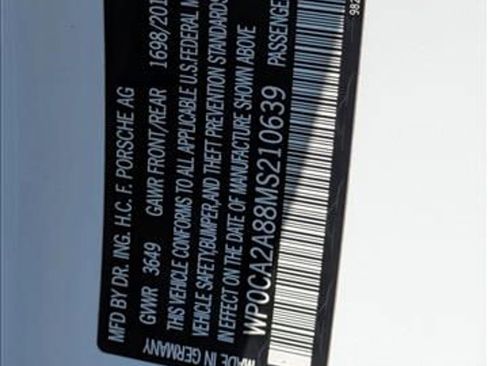 MFD BY DR. ING. H.C. F. PORSCHE AG
GVWR 3649 GAWR FRONT/REAR 1698/201
THIS VEHICLE CONFORMS TO ALL APPLICABLE U.S. FEDERAL M
VEHICLE SAFETY,BUMPER,AND THEFT PREVENTION STANDARDS
IN EFFECT ON THE DATE OF MANUFACTURE SHOWN ABOVE
WP0CA2A88MS210639 PASSENGE
MADE IN GERMANY
982